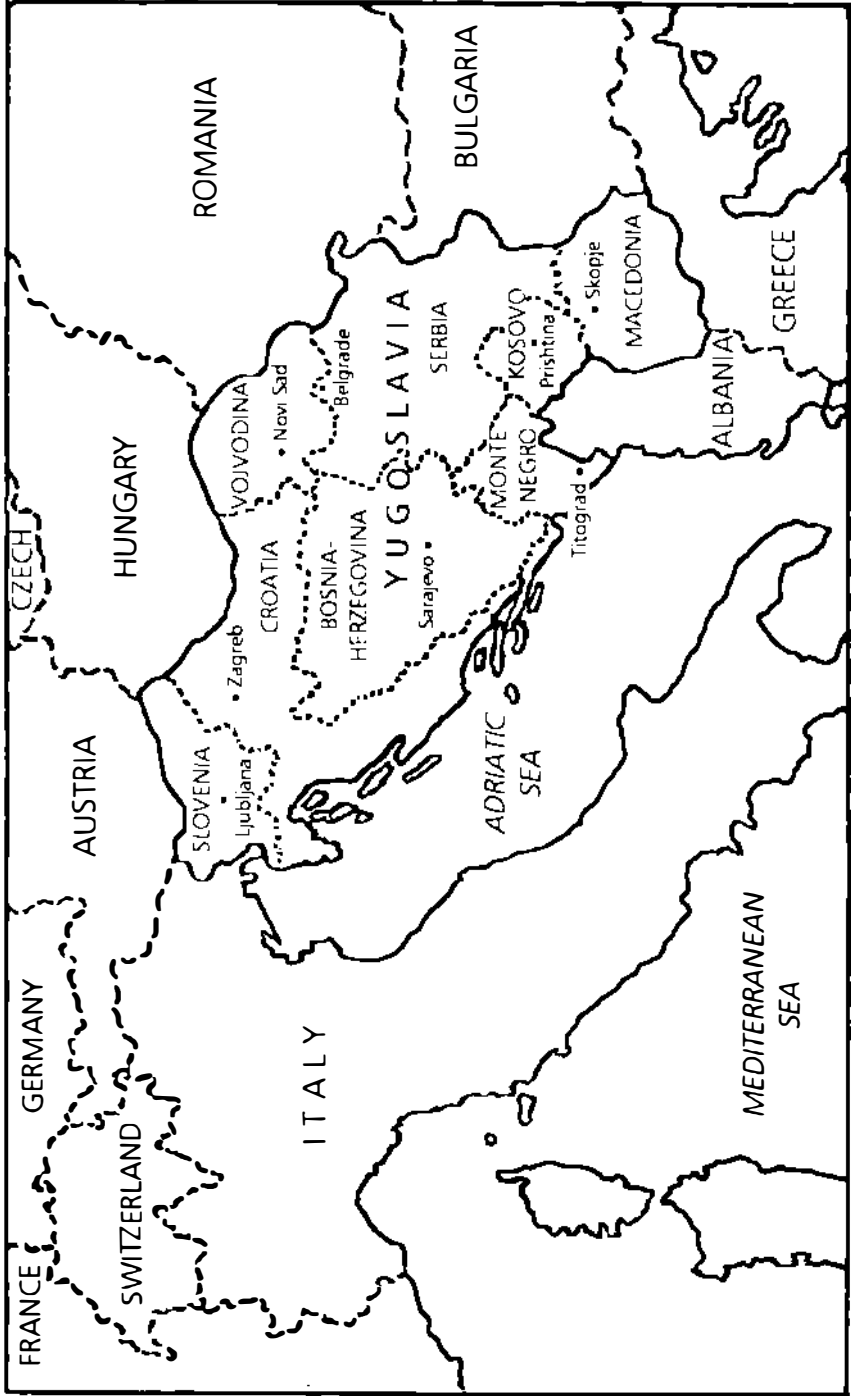 FRANCE
GERMANY
CZECH
SWITZERLAND
AUSTRIA
HUNGARY
ROMANIA
SLOVENIA
Ljubljana
Zagreb
CROATIA
VOJVODINA
Novi Sad
ITALY
BOSNIA-
HERZEGOVINA
Belgrade
YUGOSLAVIA
Sarajevo
SERBIA
BULGARIA
ADRIATIC
SEA
MONTE
NEGRO
KOSOVO
Prishtina
Titograd
Skopje
MACEDONIA
ALBANIA
GREECE
MEDITERRANEAN
SEA